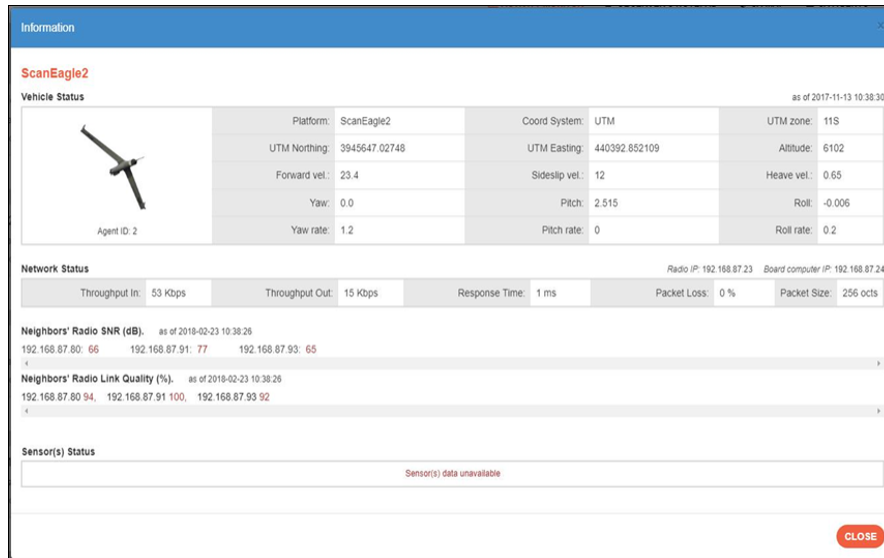 Information
ScanEagle2
Vehicle Status as of 2017-11-13 10:38:30
Platform: ScanEagle2 Coord System: UTM UTM zone: 11S
UTM Northing: 3945647.02748 UTM Easting: 440392.852109 Altitude: 6102
Forward vel.: 23.4 Sideslip vel.: 12 Heave vel.: 0.65
Yaw: 0.0 Pitch: 2.515 Roll: -0.006
Agent ID: 2 Yaw rate: 1.2 Pitch rate: 0 Roll rate: 0.2
Network Status Radio IP: 192.168.87.23 Board computer IP: 192.168.87.24
Throughput In: 53 Kbps Throughput Out: 15 Kbps Response Time: 1 ms Packet Loss: 0 % Packet Size: 256 octs
Neighbors' Radio SNR (dB). as of 2018-02-23 10:38:26
192.168.87.80: 66 192.168.87.91: 77 192.168.87.93: 65
Neighbors' Radio Link Quality (%). as of 2018-02-23 10:38:26
192.168.87.80 94, 192.168.87.91 100, 192.168.87.93 92
Sensor(s) Status
Sensor(s) data unavailable
CLOSE